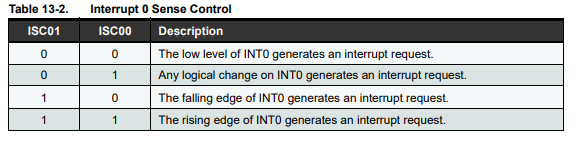 Table 13-2. Interrupt 0 Sense Control
ISC01 ISC00 Description
0 0 The low level of INT0 generates an interrupt request.
0 1 Any logical change on INT0 generates an interrupt request.
1 0 The falling edge of INT0 generates an interrupt request.
1 1 The rising edge of INT0 generates an interrupt request.